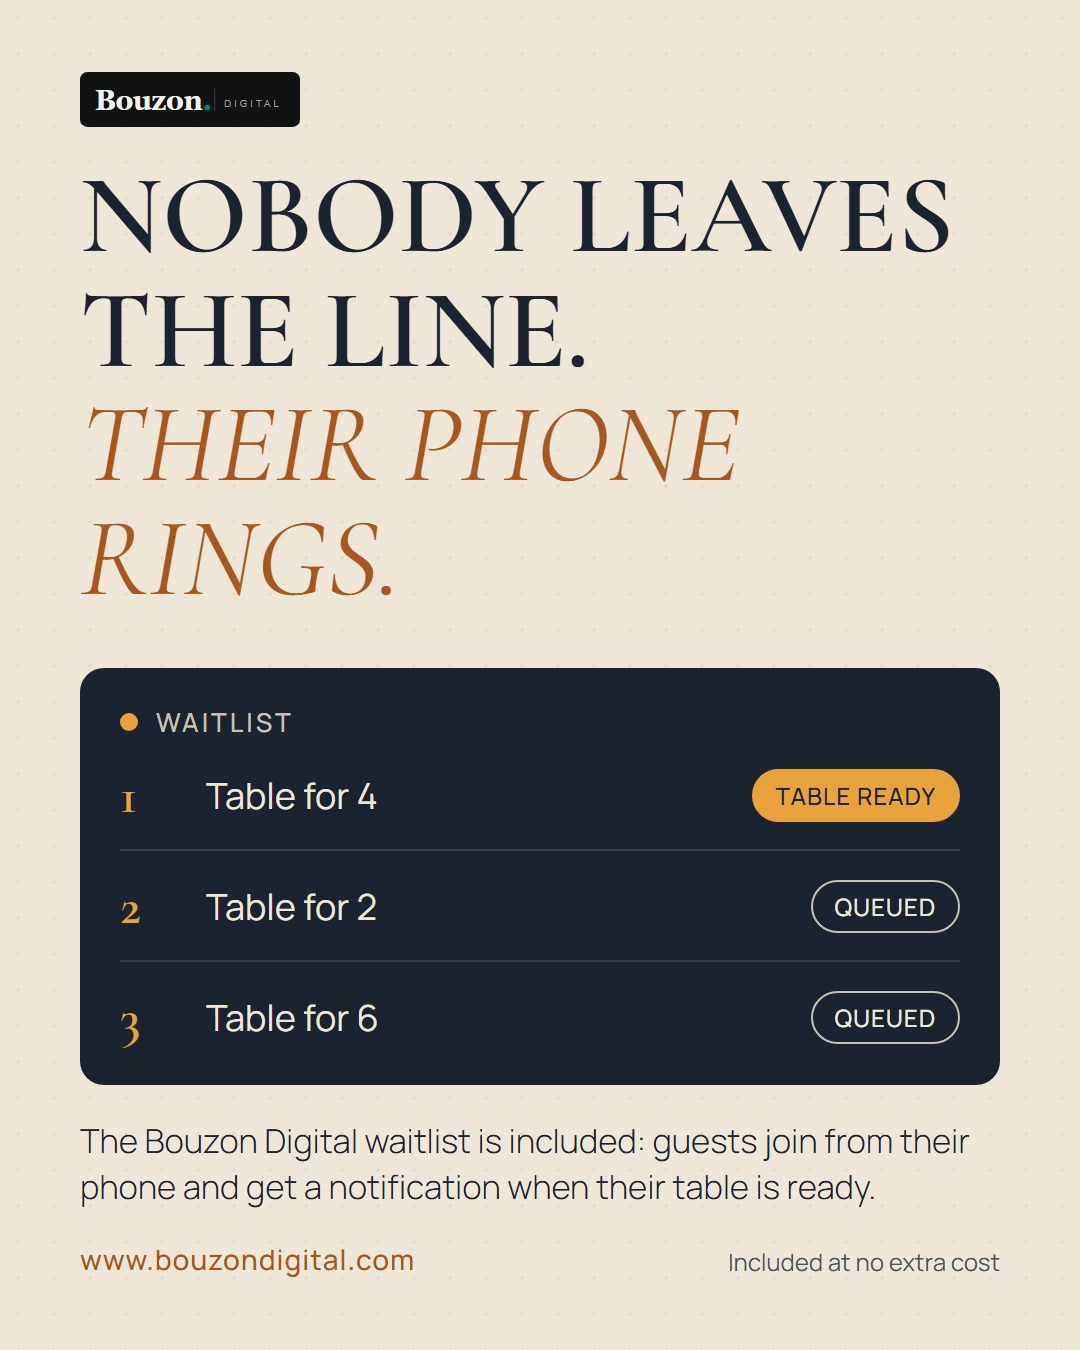 Bouzon. DIGITAL
NOBODY LEAVES
THE LINE.
THEIR PHONE
RINGS.
WAITLIST
1 Table for 4 TABLE READY
2 Table for 2 QUEUED
3 Table for 6 QUEUED
The Bouzon Digital waitlist is included: guests join from their
phone and get a notification when their table is ready.
www.bouzondigital.com Included at no extra cost